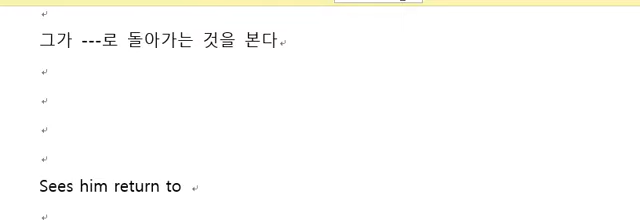 그가 ---로 돌아가는 것을 본다
Sees him return to